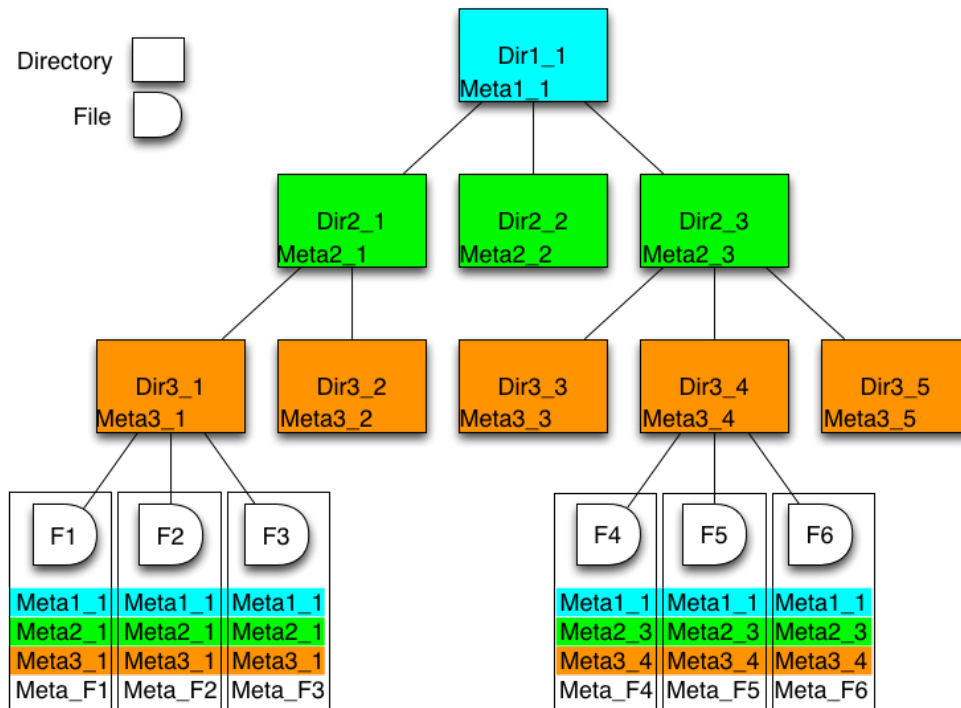 Directory
File
Dir1_1
Meta1_1
Dir2_1
Meta2_1
Dir2_2
Meta2_2
Dir2_3
Meta2_3
Dir3_1
Meta3_1
Dir3_2
Meta3_2
Dir3_3
Meta3_3
Dir3_4
Meta3_4
Dir3_5
Meta3_5
F1 F2 F3 F4 F5 F6
Meta1_1 Meta1_1 Meta1_1 Meta1_1 Meta1_1 Meta1_1
Meta2_1 Meta2_1 Meta2_1 Meta2_3 Meta2_3 Meta2_3
Meta3_1 Meta3_1 Meta3_1 Meta3_4 Meta3_4 Meta3_4
Meta_F1 Meta_F2 Meta_F3 Meta_F4 Meta_F5 Meta_F6